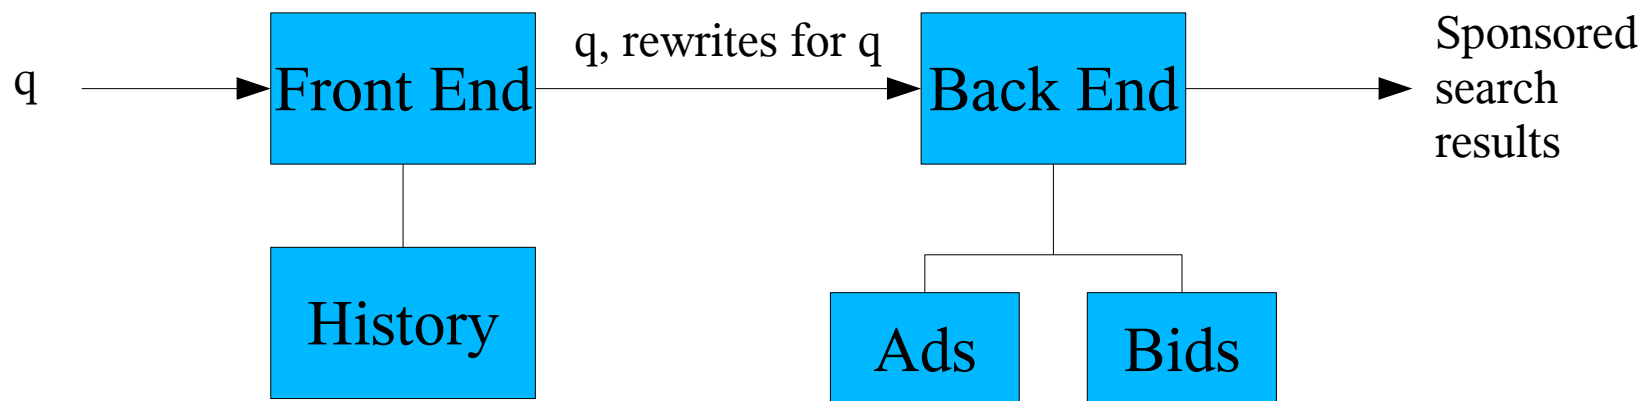 q
Front End
q, rewrites for q
Back End
Sponsored
search
results
History
Ads
Bids